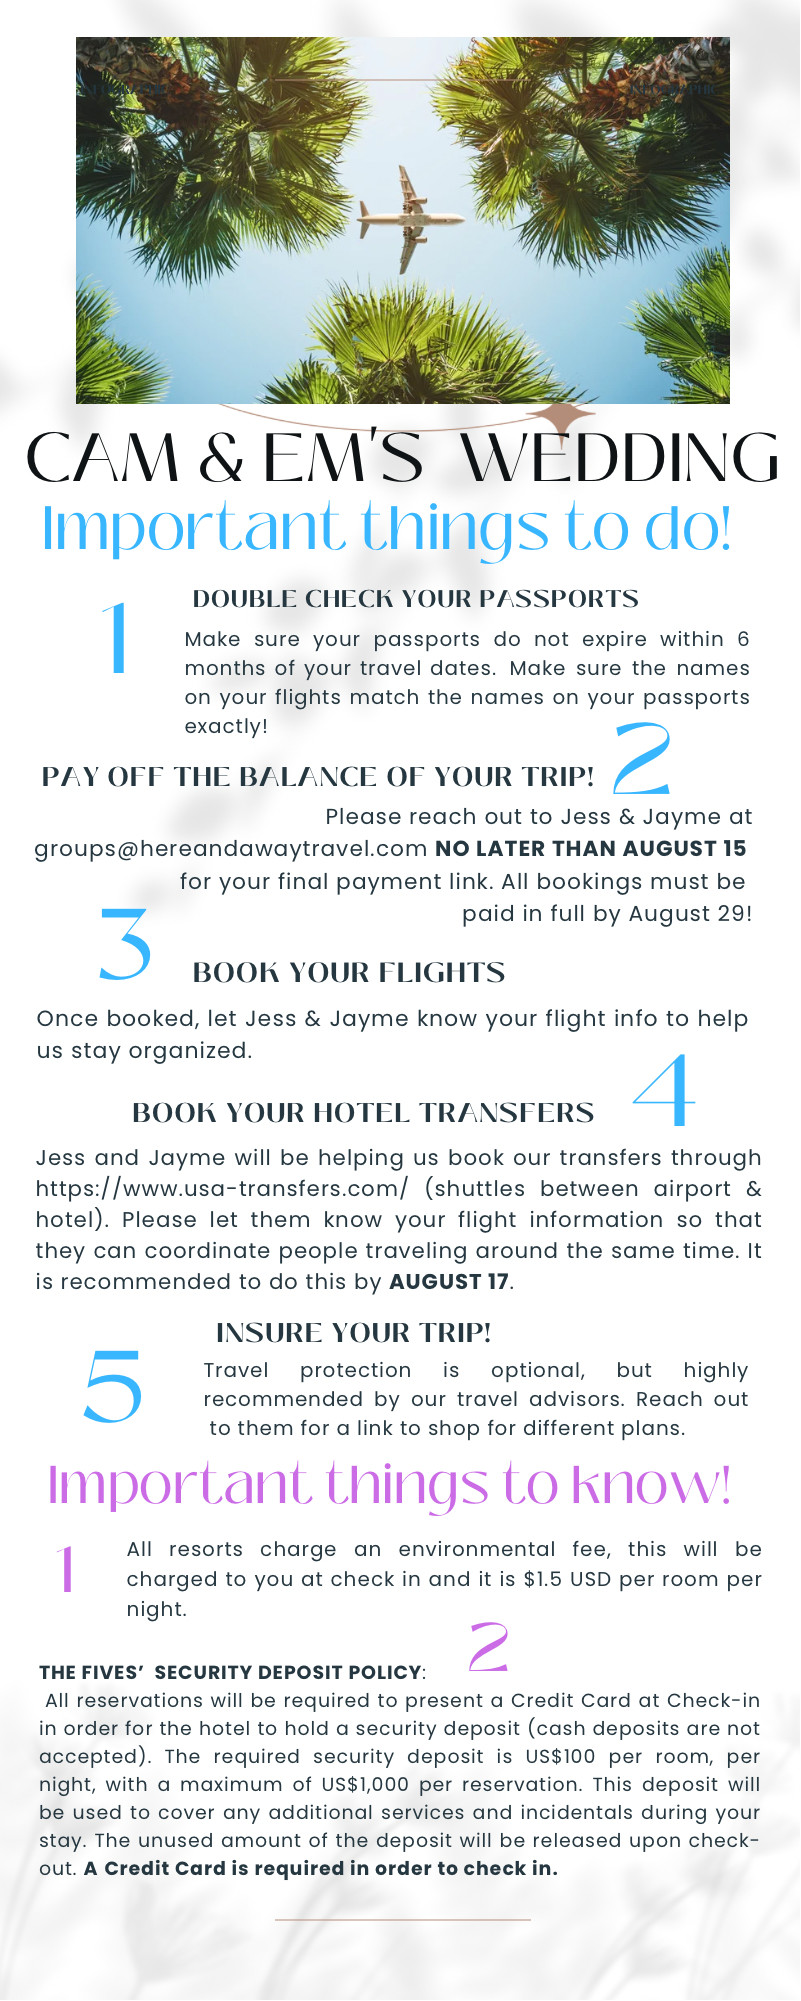 CAM & EM'S WEDDING
Important things to do!
1
DOUBLE CHECK YOUR PASSPORTS
Make sure your passports do not expire within 6
months of your travel dates. Make sure the names
on your flights match the names on your passports
exactly!
2
PAY OFF THE BALANCE OF YOUR TRIP!
Please reach out to Jess & Jayme at
groups@hereandawaytravel.com NO LATER THAN AUGUST 15
for your final payment link. All bookings must be
paid in full by August 29!
3
BOOK YOUR FLIGHTS
Once booked, let Jess & Jayme know your flight info to help
us stay organized.
4
BOOK YOUR HOTEL TRANSFERS
Jess and Jayme will be helping us book our transfers through
https://www.usa-transfers.com/ (shuttles between airport &
hotel). Please let them know your flight information so that
they can coordinate people traveling around the same time. It
is recommended to do this by AUGUST 17.
5
INSURE YOUR TRIP!
Travel protection is optional, but highly
recommended by our travel advisors. Reach out
to them for a link to shop for different plans.
Important things to know!
1
All resorts charge an environmental fee, this will be
charged to you at check in and it is $1.5 USD per room per
night.
2
THE FIVES’ SECURITY DEPOSIT POLICY:
All reservations will be required to present a Credit Card at Check-in
in order for the hotel to hold a security deposit (cash deposits are not
accepted). The required security deposit is US$100 per room, per
night, with a maximum of US$1,000 per reservation. This deposit will
be used to cover any additional services and incidentals during your
stay. The unused amount of the deposit will be released upon check-
out. A Credit Card is required in order to check in.